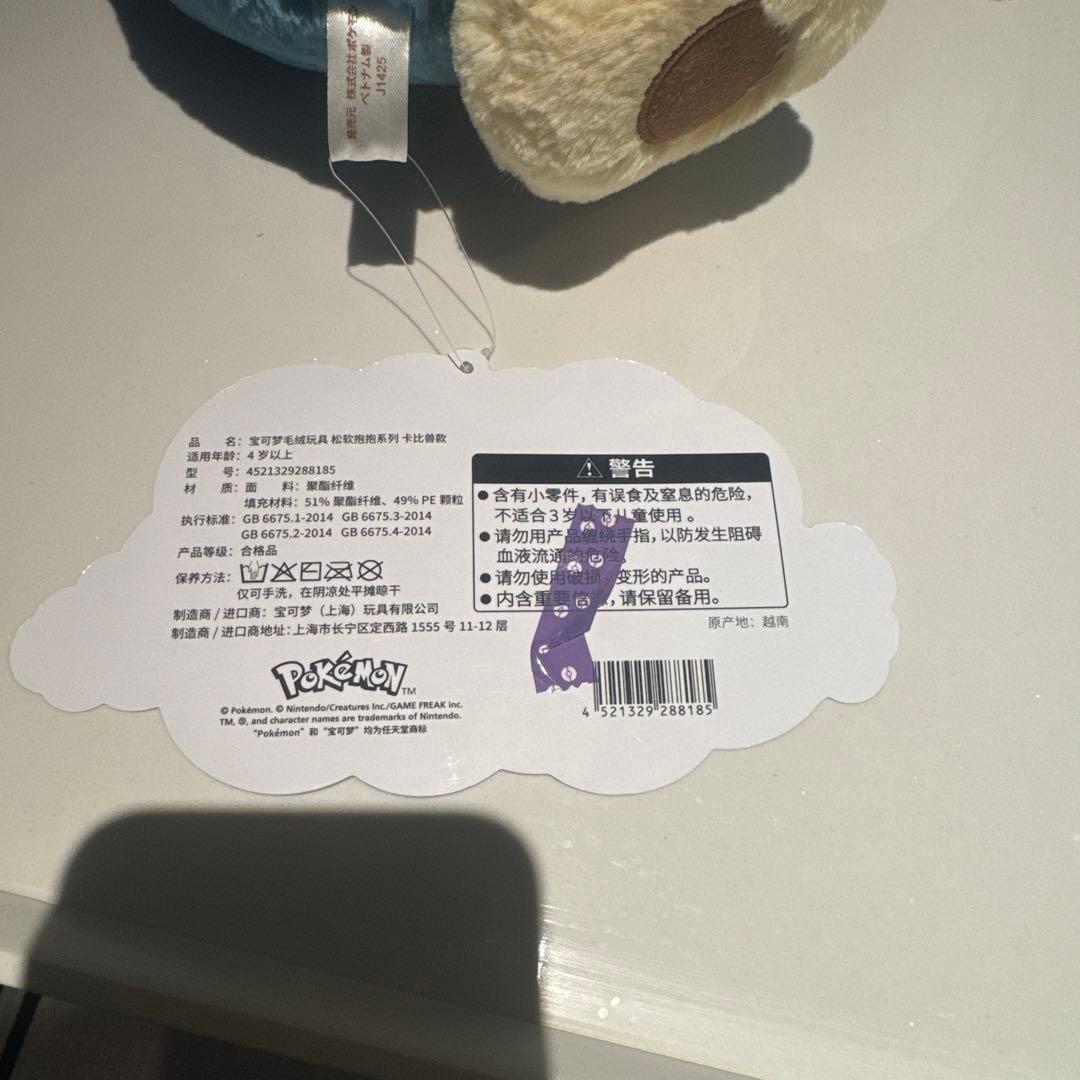 発売元 株式会社ポケモン
ベトナム製
J1425
品 名：宝可梦毛绒玩具 松软抱抱系列 卡比兽款
适用年龄：4 岁以上
型 号：4521329288185
材 质：面 料：聚酯纤维
填充材料：51% 聚酯纤维、49% PE 颗粒
执行标准：GB 6675.1-2014 GB 6675.3-2014
GB 6675.2-2014 GB 6675.4-2014
产品等级：合格品
保养方法：
仅可手洗，在阴凉处平摊晾干
制造商 / 进口商：宝可梦（上海）玩具有限公司
制造商 / 进口商地址：上海市长宁区定西路 1555 号 11-12 层
POKéMON TM
© Pokémon. © Nintendo/Creatures Inc./GAME FREAK inc.
TM, ®, and character names are trademarks of Nintendo.
"Pokémon" 和 "宝可梦" 均为任天堂商标
警告
● 含有小零件，有误食及窒息的危险，
不适合3岁以下儿童使用 。
● 请勿用产品缠绕手指，以防发生阻碍
血液流通的危险。
● 请勿使用破损、变形的产品。
● 内含重要信息，请保留备用。
原产地：越南
4 521329 288185